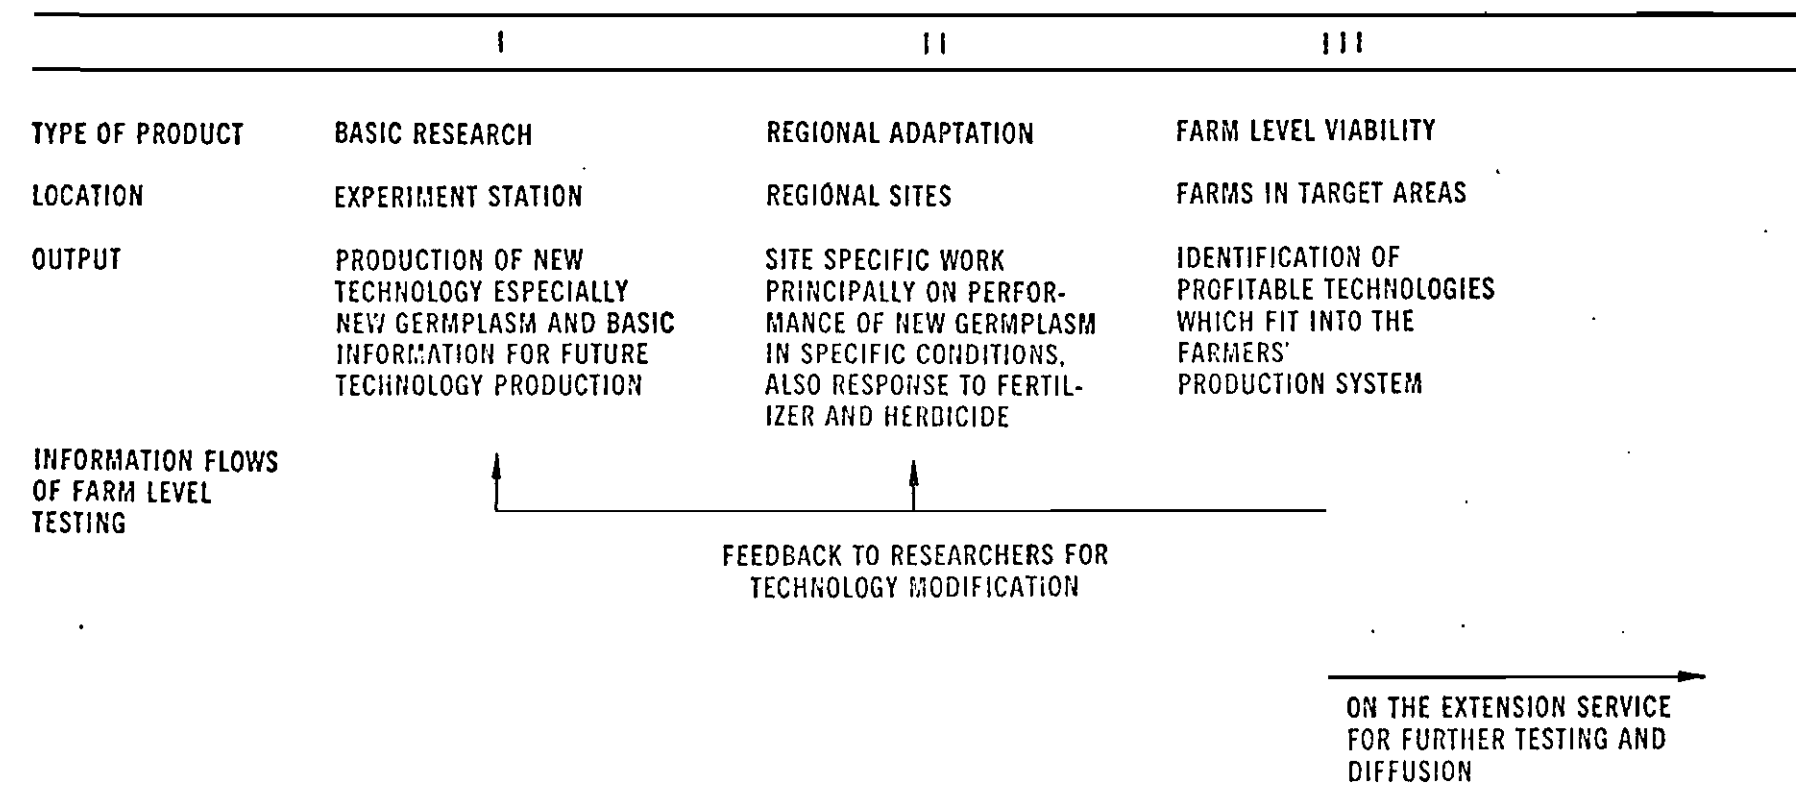 I II III
TYPE OF PRODUCT BASIC RESEARCH REGIONAL ADAPTATION FARM LEVEL VIABILITY
LOCATION EXPERIMENT STATION REGIONAL SITES FARMS IN TARGET AREAS
OUTPUT
PRODUCTION OF NEW
TECHNOLOGY ESPECIALLY
NEW GERMPLASM AND BASIC
INFORMATION FOR FUTURE
TECHNOLOGY PRODUCTION
SITE SPECIFIC WORK
PRINCIPALLY ON PERFOR-
MANCE OF NEW GERMPLASM
IN SPECIFIC CONDITIONS,
ALSO RESPONSE TO FERTIL-
IZER AND HERBICIDE
IDENTIFICATION OF
PROFITABLE TECHNOLOGIES
WHICH FIT INTO THE
FARMERS'
PRODUCTION SYSTEM
INFORMATION FLOWS
OF FARM LEVEL
TESTING
FEEDBACK TO RESEARCHERS FOR
TECHNOLOGY MODIFICATION
ON THE EXTENSION SERVICE
FOR FURTHER TESTING AND
DIFFUSION